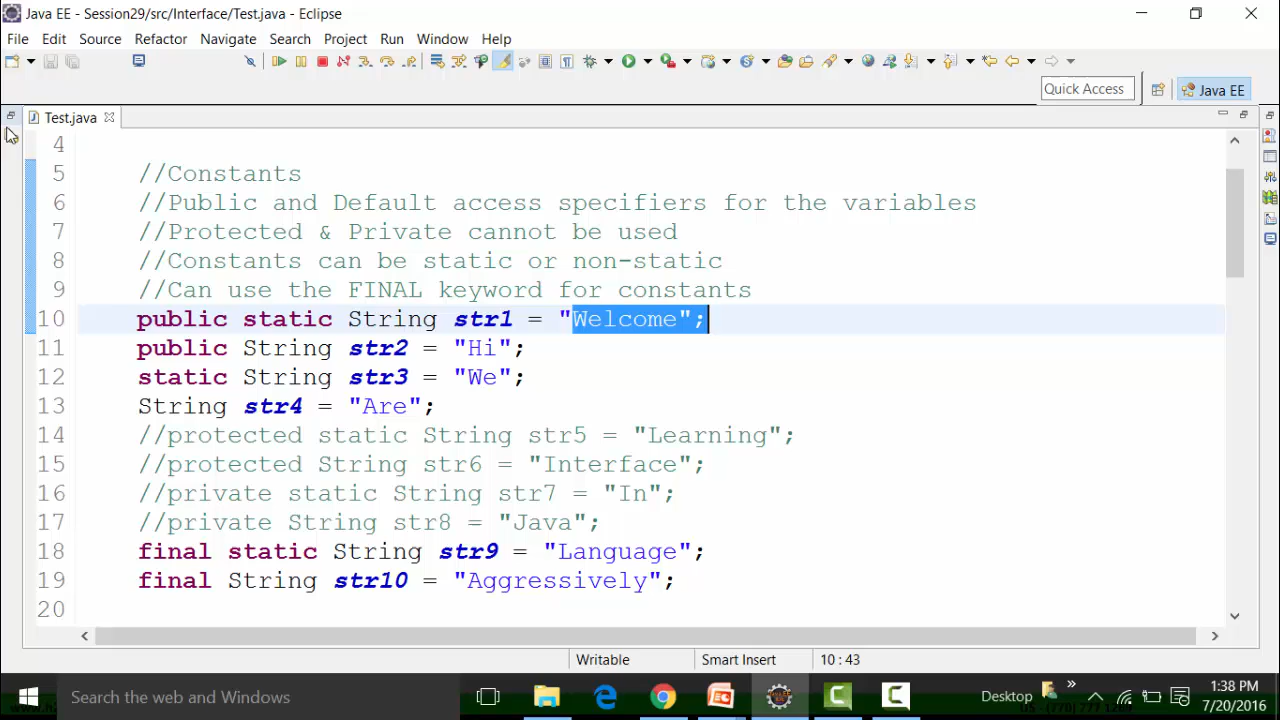 Java EE - Session29/src/Interface/Test.java - Eclipse
File Edit Source Refactor Navigate Search Project Run Window Help
Quick Access
Java EE
Test.java
4
5 //Constants
6 //Public and Default access specifiers for the variables
7 //Protected & Private cannot be used
8 //Constants can be static or non-static
9 //Can use the FINAL keyword for constants
10 public static String str1 = "Welcome";
11 public String str2 = "Hi";
12 static String str3 = "We";
13 String str4 = "Are";
14 //protected static String str5 = "Learning";
15 //protected String str6 = "Interface";
16 //private static String str7 = "In";
17 //private String str8 = "Java";
18 final static String str9 = "Language";
19 final String str10 = "Aggressively";
20
Writable Smart Insert 10 : 43
Search the web and Windows
Desktop
1:38 PM
7/20/2016